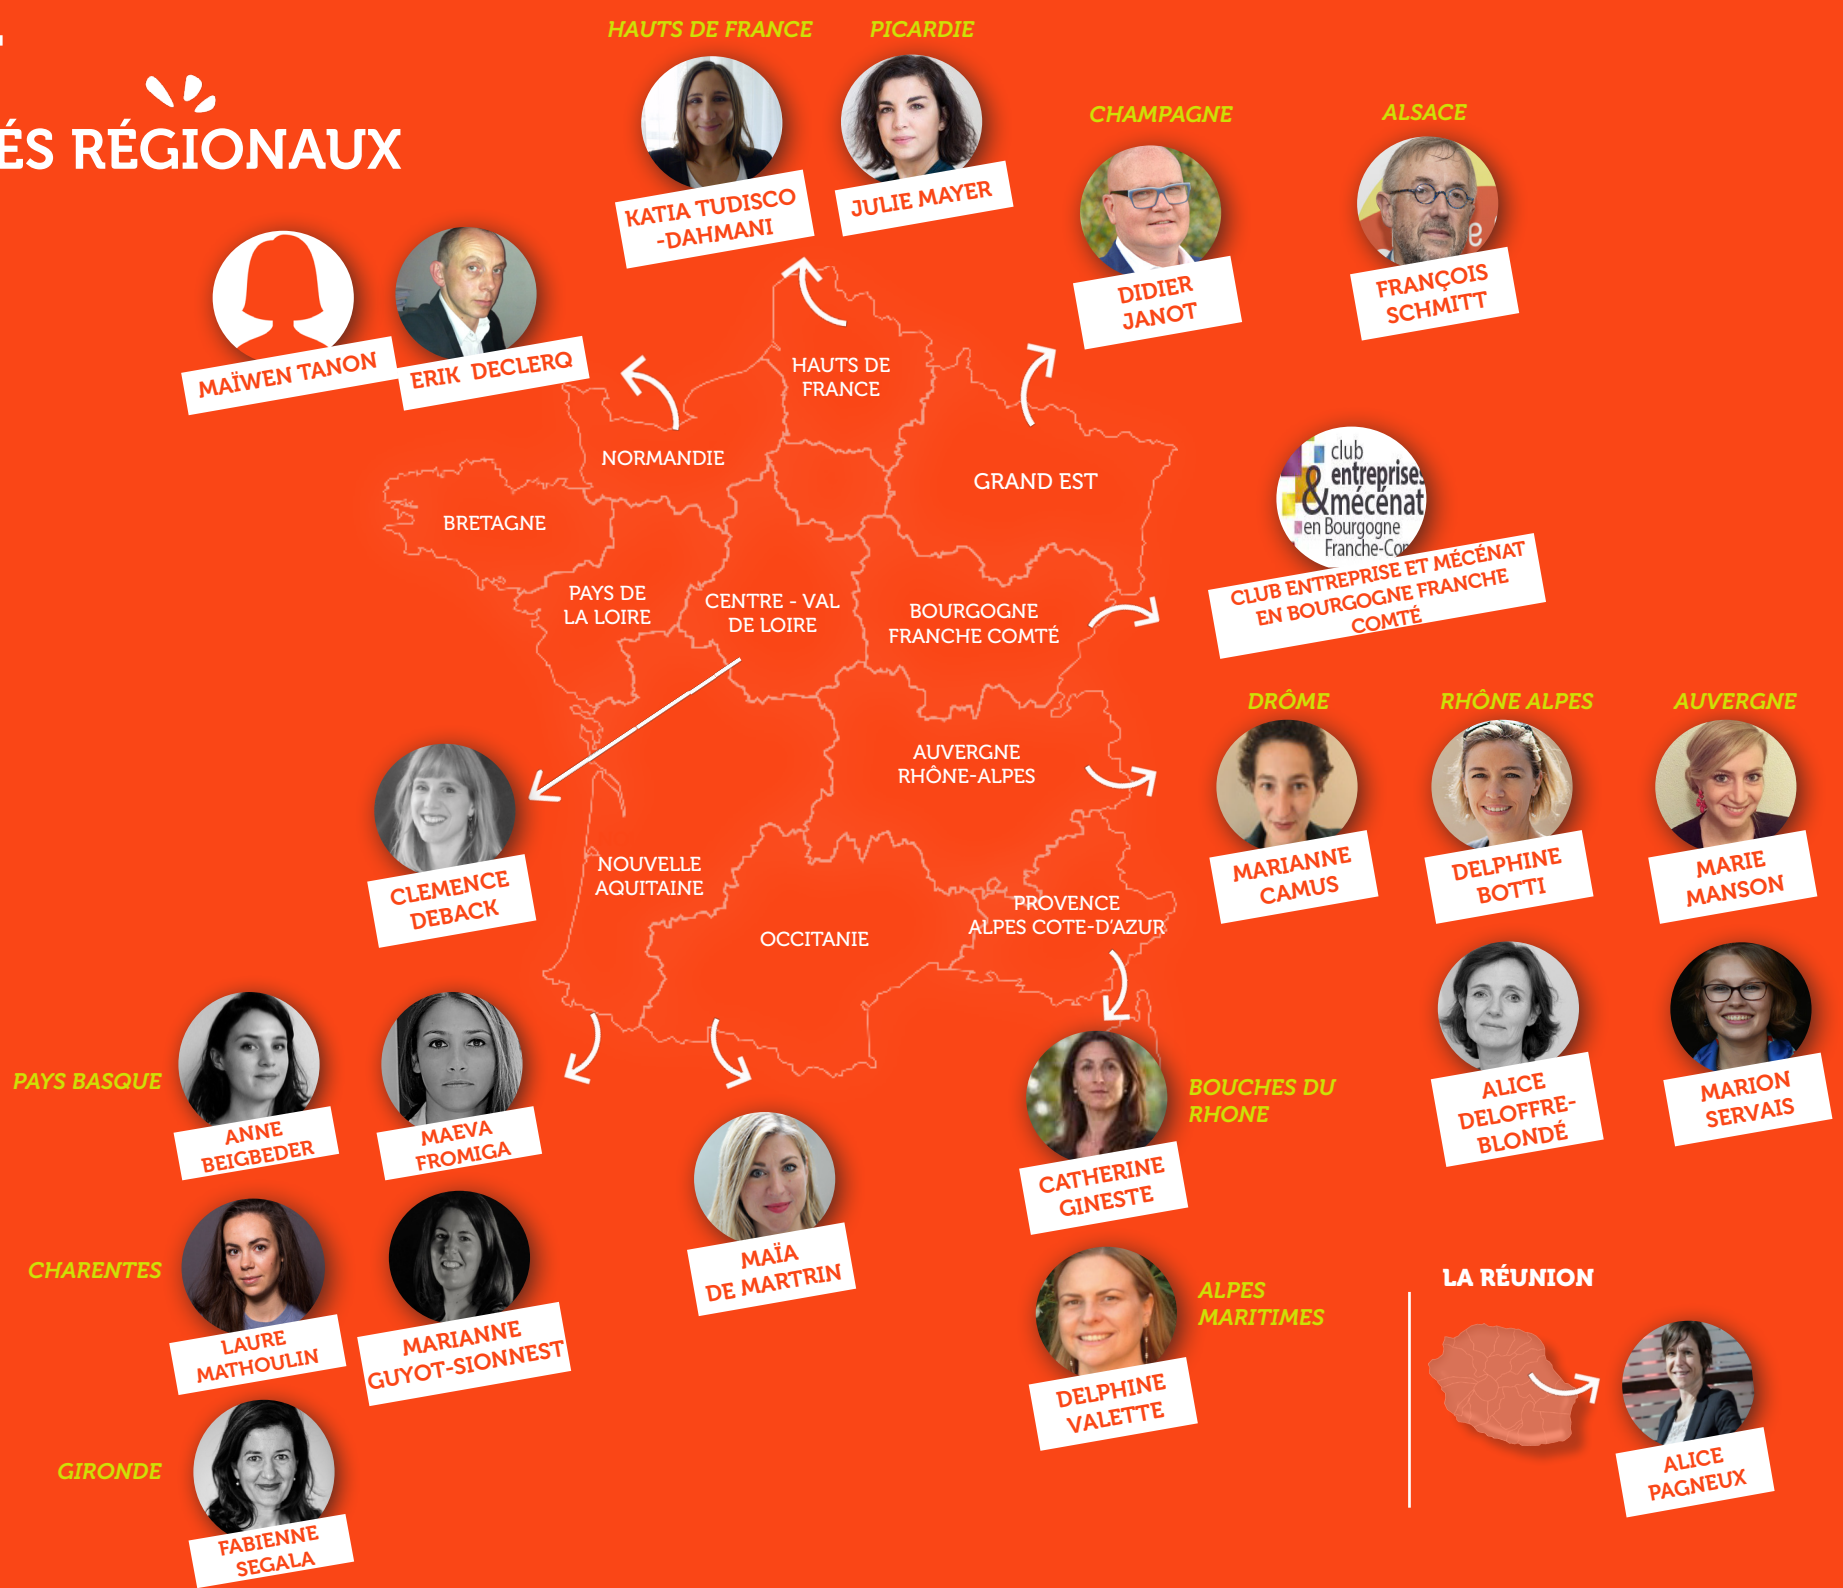 ÉS RÉGIONAUX
HAUTS DE FRANCE
PICARDIE
CHAMPAGNE
ALSACE
KATIA TUDISCO
-DAHMANI
JULIE MAYER
DIDIER
JANOT
FRANÇOIS
SCHMITT
MAÏWEN TANON
ERIK DECLERQ
HAUTS DE
FRANCE
NORMANDIE
GRAND EST
BRETAGNE
PAYS DE
LA LOIRE
CENTRE - VAL
DE LOIRE
BOURGOGNE
FRANCHE COMTÉ
club
entreprises
&mécénat
en Bourgogne
Franche-Com
CLUB ENTREPRISE ET MÉCÉNAT
EN BOURGOGNE FRANCHE
COMTÉ
DRÔME
RHÔNE ALPES
AUVERGNE
AUVERGNE
RHÔNE-ALPES
MARIANNE
CAMUS
DELPHINE
BOTTI
MARIE
MANSON
CLEMENCE
DEBACK
NOUVELLE
AQUITAINE
OCCITANIE
PROVENCE
ALPES COTE-D'AZUR
ALICE
DELOFFRE-
BLONDÉ
MARION
SERVAIS
PAYS BASQUE
ANNE
BEIGBEDER
MAEVA
FROMIGA
BOUCHES DU
RHONE
CATHERINE
GINESTE
CHARENTES
LAURE
MATHOULIN
MARIANNE
GUYOT-SIONNEST
MAÏA
DE MARTRIN
ALPES
MARITIMES
DELPHINE
VALETTE
LA RÉUNION
ALICE
PAGNEUX
GIRONDE
FABIENNE
SEGALA